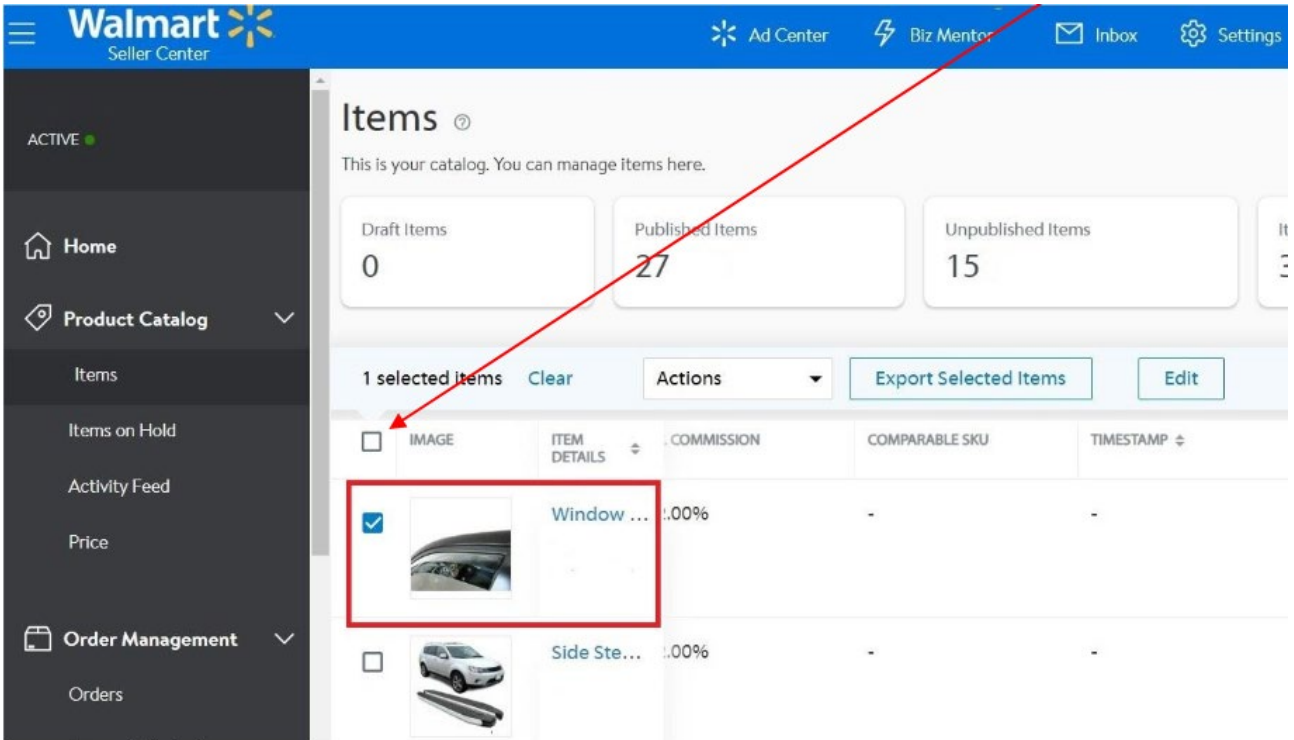 Walmart
Seller Center
Ad Center
Biz Mentor
Inbox
Settings
ACTIVE
Home
Product Catalog
Items
Items on Hold
Activity Feed
Price
Order Management
Orders
Items
This is your catalog. You can manage items here.
Draft Items
0
Published Items
27
Unpublished Items
15
1 selected items Clear Actions Export Selected Items Edit
IMAGE ITEM DETAILS COMMISSION COMPARABLE SKU TIMESTAMP
Window ... .00% - -
Side Ste... .00% - -